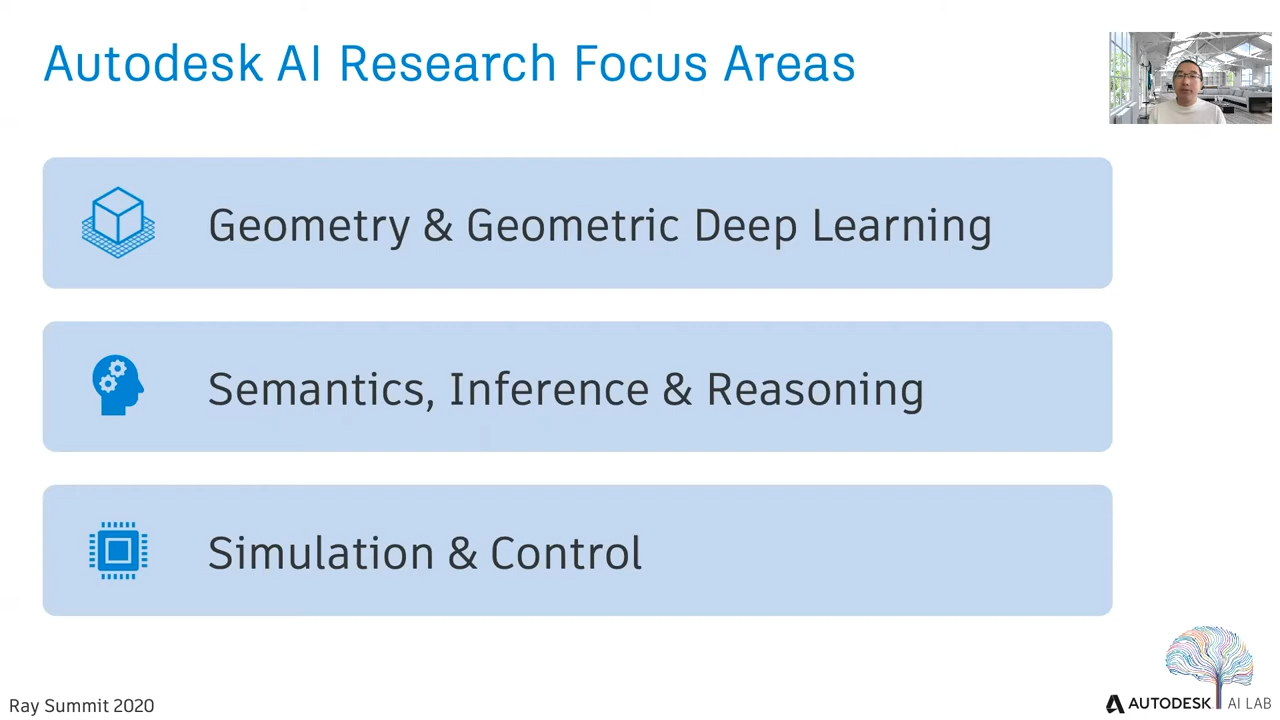 Autodesk AI Research Focus Areas
Geometry & Geometric Deep Learning
Semantics, Inference & Reasoning
Simulation & Control
Ray Summit 2020
AUTODESK AI LAB